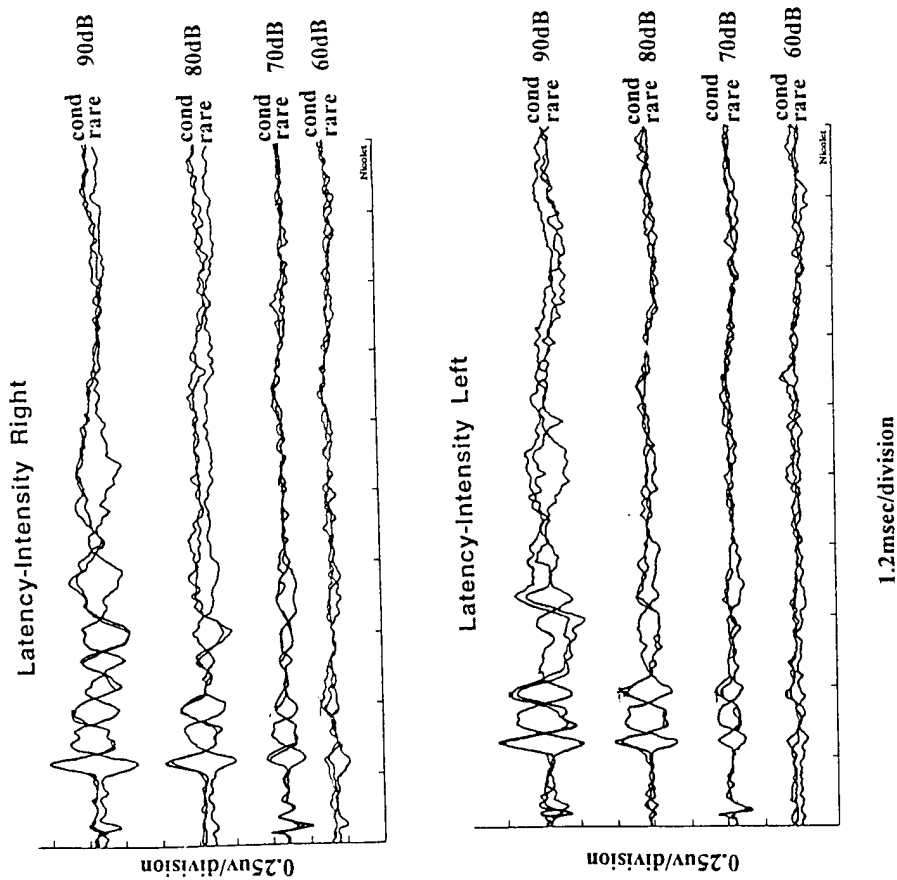 Latency-Intensity Right
cond
rare
90dB
cond
rare
80dB
cond
rare
70dB
cond
rare
60dB
Nicolet
0.25uv/division
Latency-Intensity Left
cond
rare
90dB
cond
rare
80dB
cond
rare
70dB
cond
rare
60dB
Nicolet
0.25uv/division
1.2msec/division